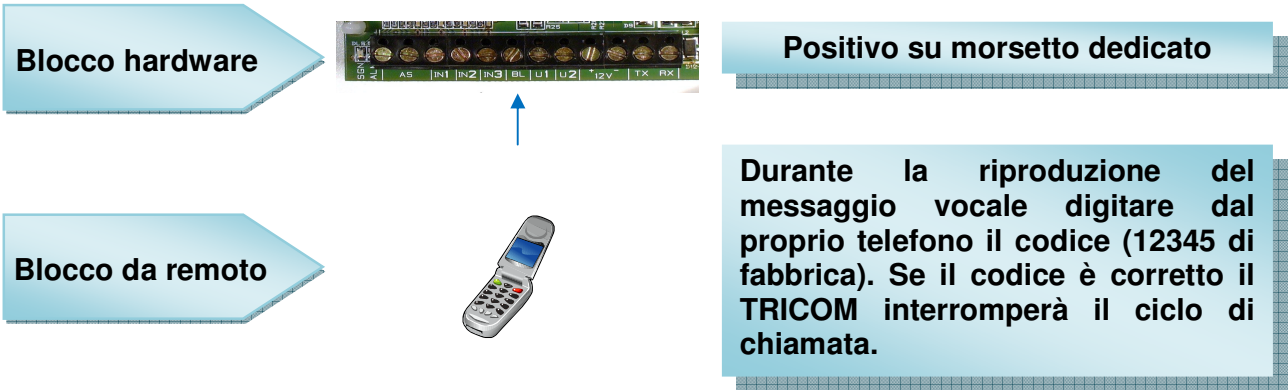 Blocco hardware
SGN
AL+
AS IN1 IN2 IN3 BL U1 U2 +12V- TX RX
Positivo su morsetto dedicato
Blocco da remoto
Durante la riproduzione del
messaggio vocale digitare dal
proprio telefono il codice (12345 di
fabbrica). Se il codice è corretto il
TRICOM interromperà il ciclo di
chiamata.